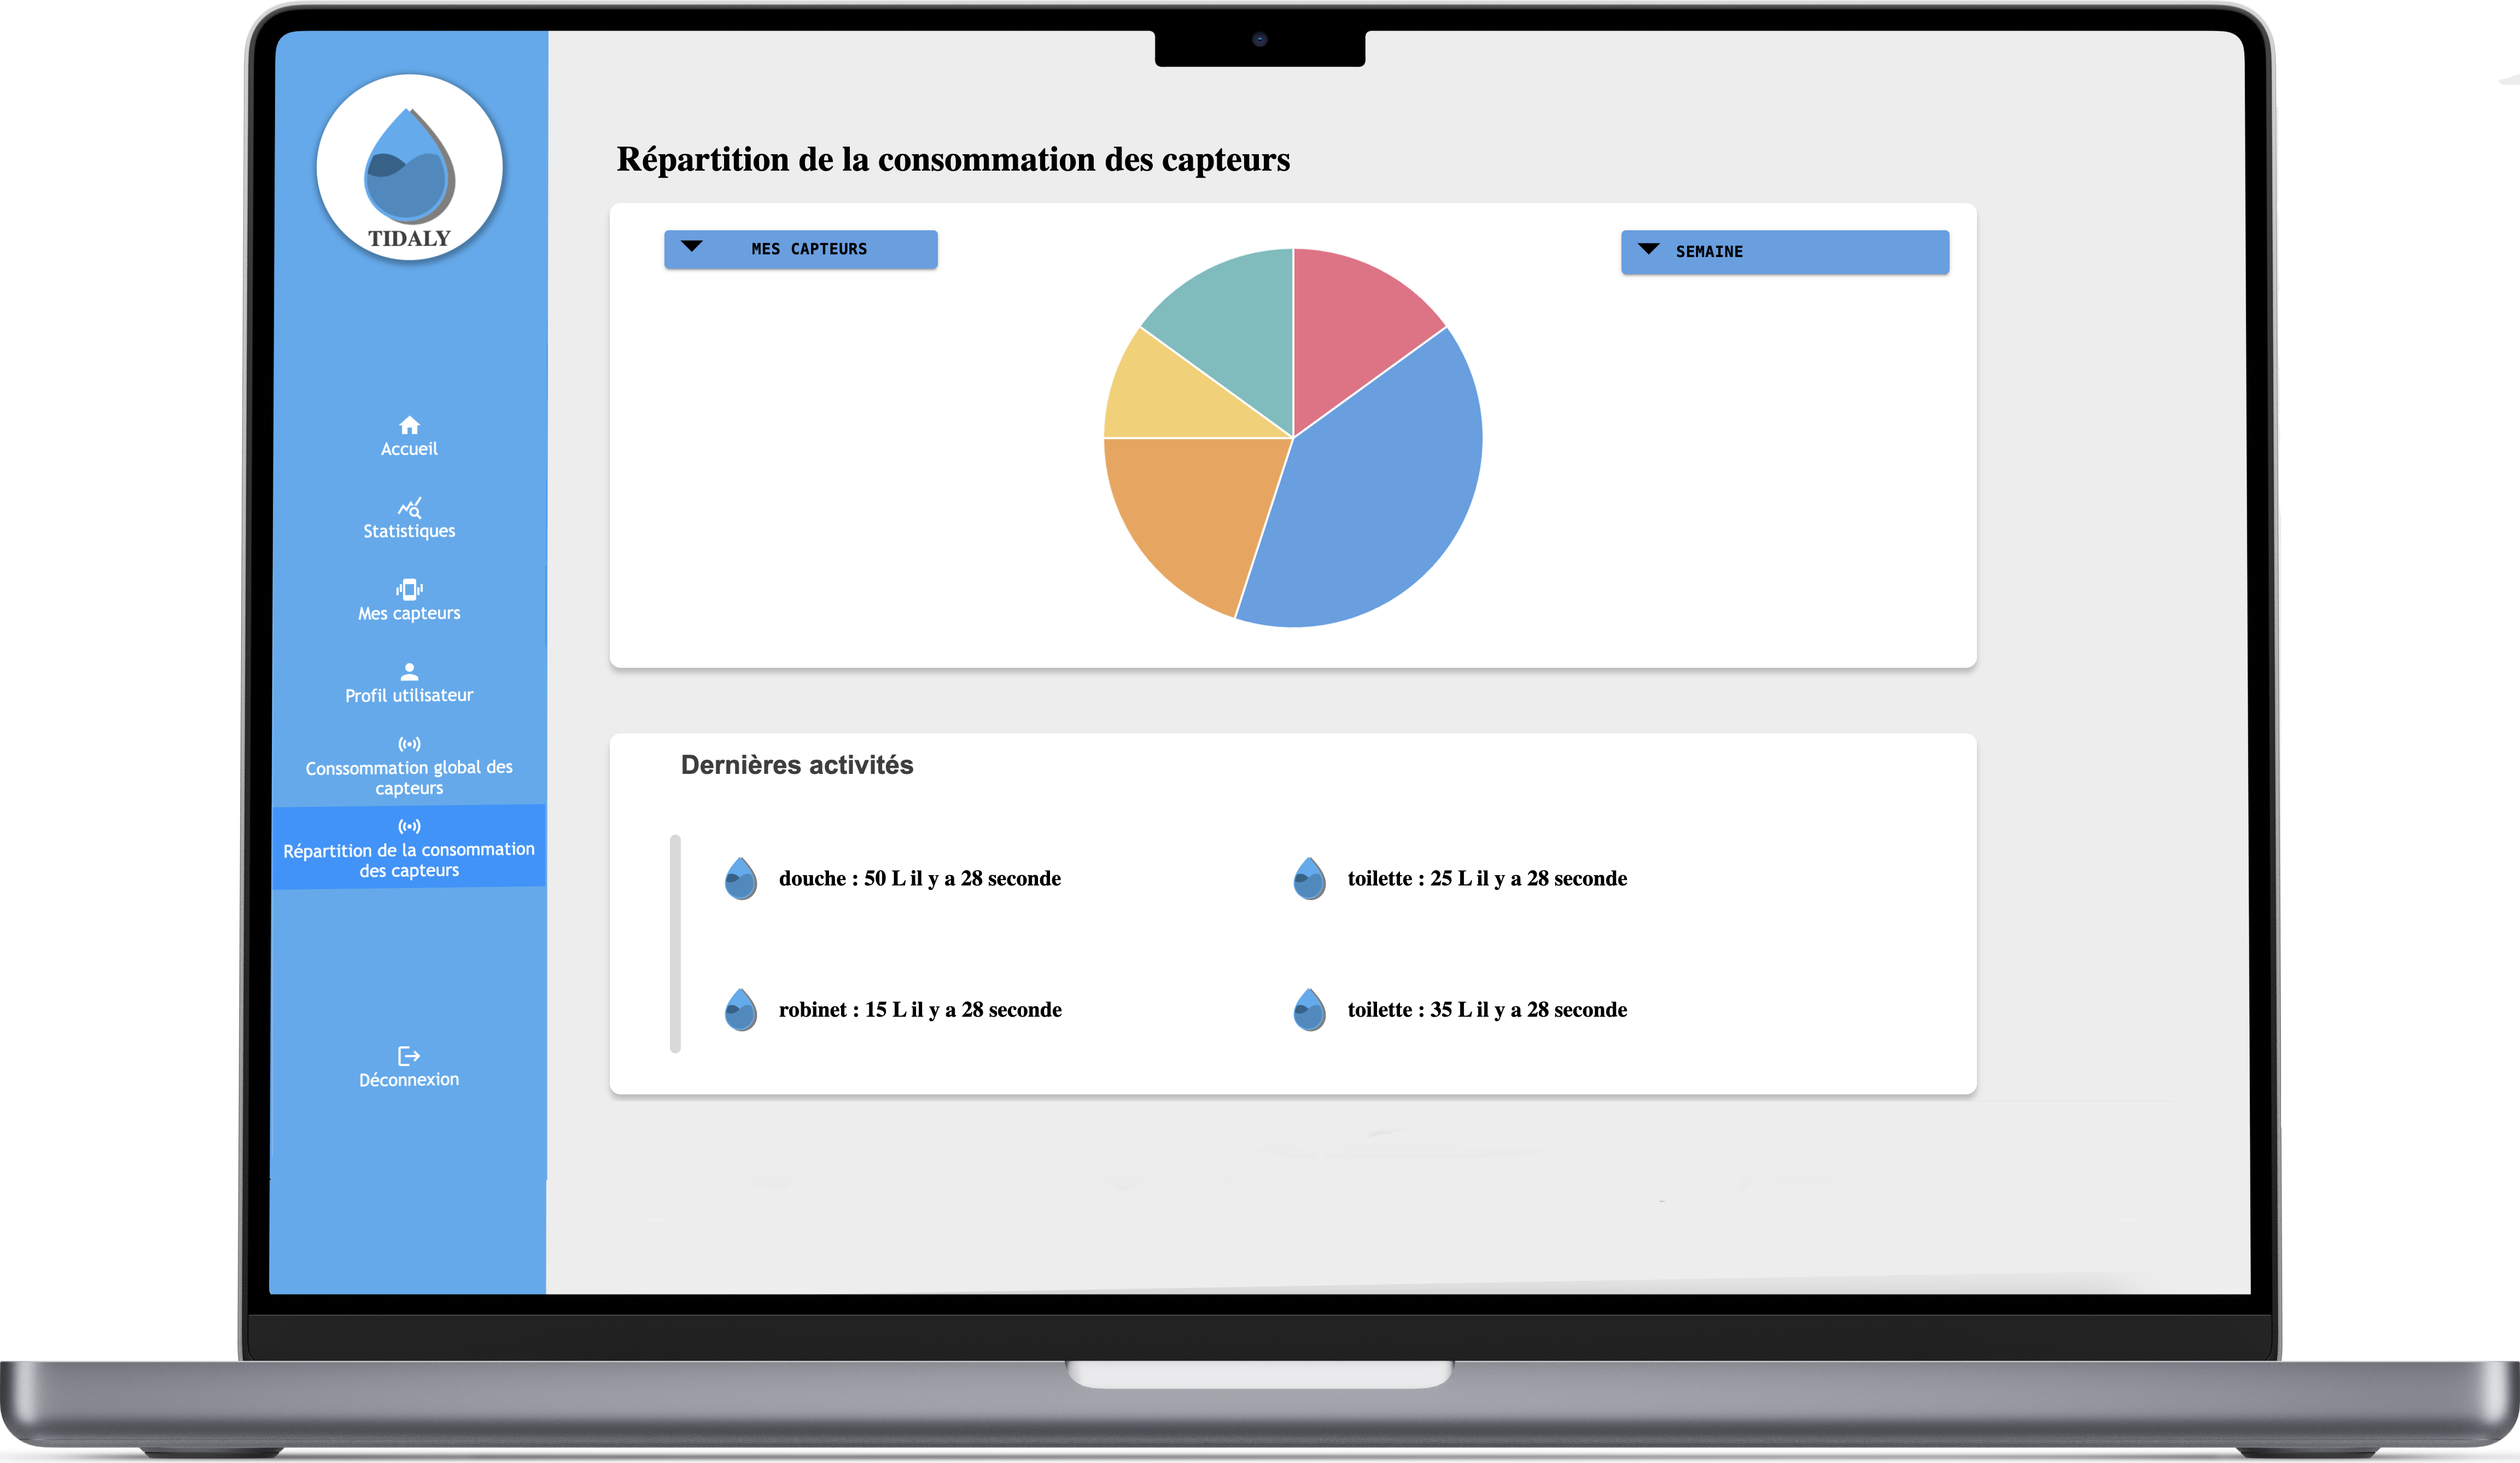 TIDALY
Accueil
Statistiques
Mes capteurs
Profil utilisateur
Conssommation global des
capteurs
Répartition de la consommation
des capteurs
Déconnexion
Répartition de la consommation des capteurs
MES CAPTEURS
SEMAINE
Dernières activités
douche : 50 L il y a 28 seconde
toilette : 25 L il y a 28 seconde
robinet : 15 L il y a 28 seconde
toilette : 35 L il y a 28 seconde